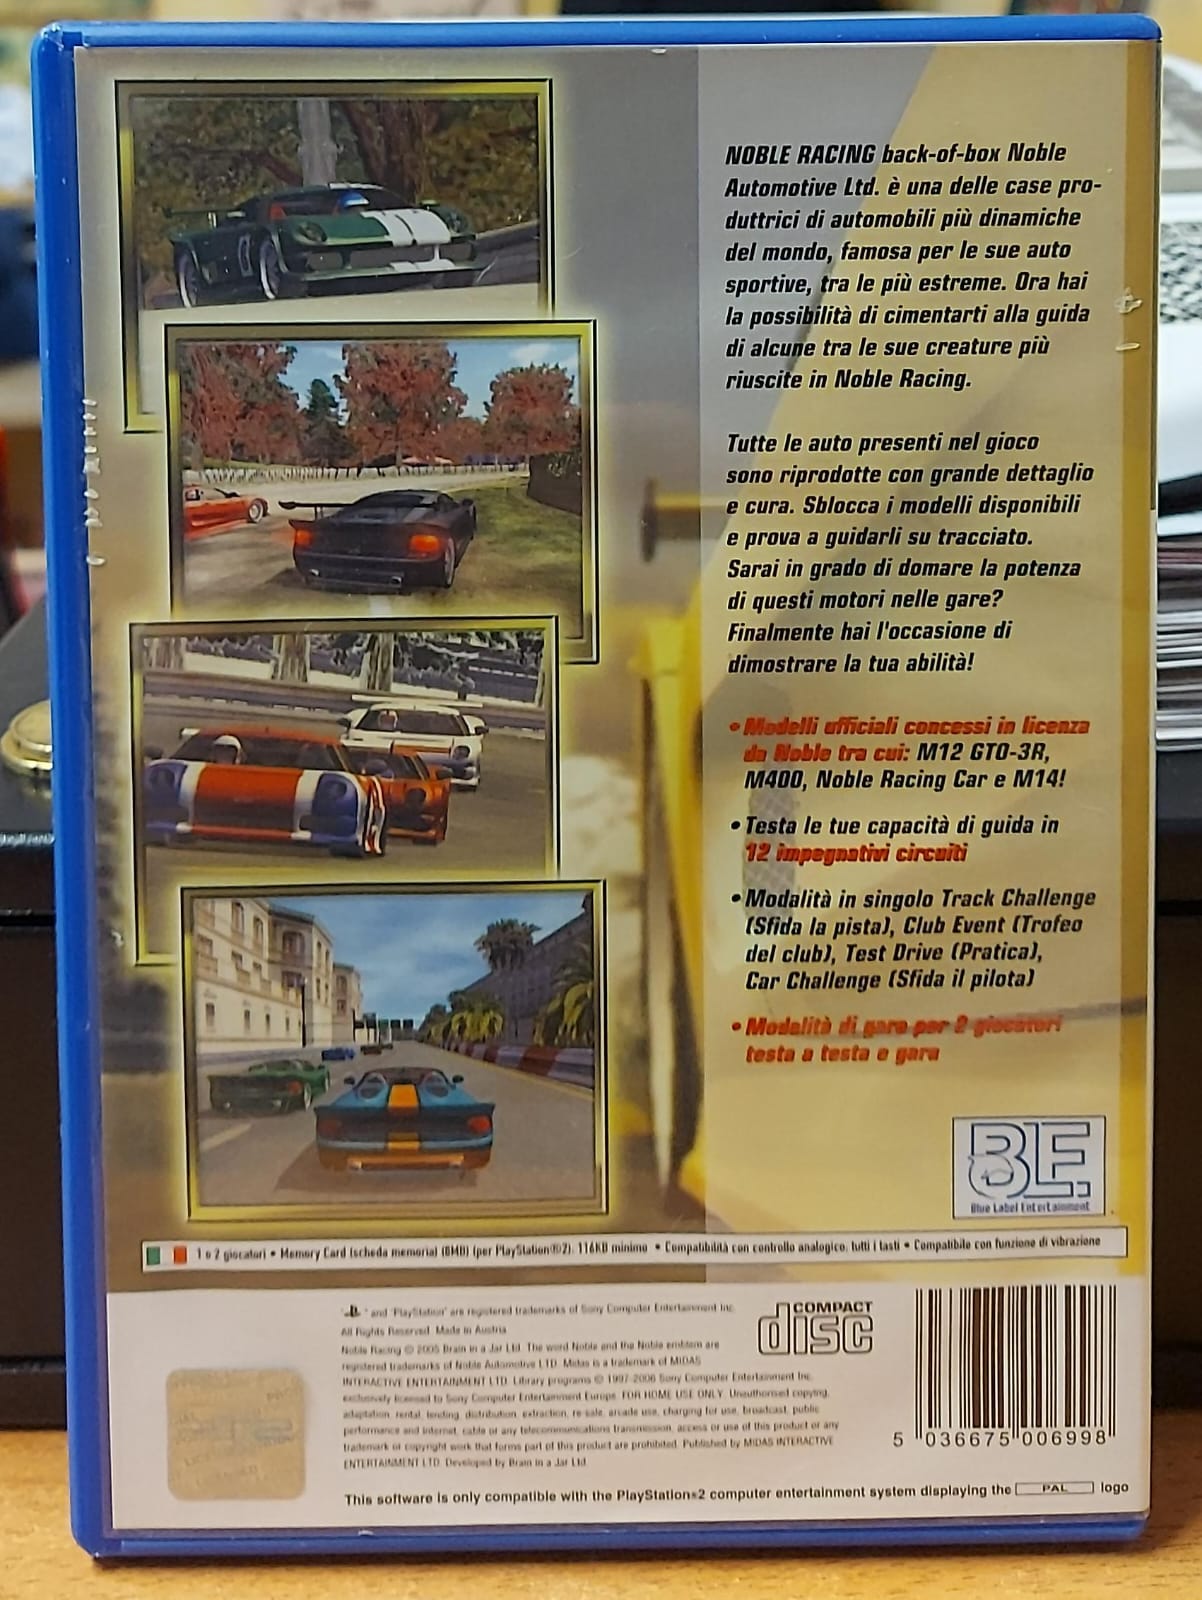 NOBLE RACING back-of-box Noble
Automotive Ltd. è una delle case pro-
duttrici di automobili più dinamiche
del mondo, famosa per le sue auto
sportive, tra le più estreme. Ora hai
la possibilità di cimentarti alla guida
di alcune tra le sue creature più
riuscite in Noble Racing.
Tutte le auto presenti nel gioco
sono riprodotte con grande dettaglio
e cura. Sblocca i modelli disponibili
e prova a guidarli su tracciato.
Sarai in grado di domare la potenza
di questi motori nelle gare?
Finalmente hai l'occasione di
dimostrare la tua abilità!
• Modelli ufficiali concessi in licenza
da Noble tra cui: M12 GTO-3R,
M400, Noble Racing Car e M14!
• Testa le tue capacità di guida in
12 impegnativi circuiti
• Modalità in singolo Track Challenge
(Sfida la pista), Club Event (Trofeo
del club), Test Drive (Pratica),
Car Challenge (Sfida il pilota)
• Modalità di gara per 2 giocatori
testa a testa e gara
BLE.
Blue Label Entertainment
1 o 2 giocatori • Memory Card (scheda memoria) (8MB) (per PlayStation®2): 116KB minimo • Compatibilità con controllo analogico: tutti i tasti • Compatibile con funzione di vibrazione
" " and "PlayStation" are registered trademarks of Sony Computer Entertainment Inc.
All Rights Reserved. Made in Austria
Noble Racing © 2005 Brain in a Jar Ltd. The word Noble and the Noble emblem are
registered trademarks of Noble Automotive LTD. Midas is a trademark of MIDAS
INTERACTIVE ENTERTAINMENT LTD. Library programs © 1997-2006 Sony Computer Entertainment Inc.
exclusively licensed to Sony Computer Entertainment Europe. FOR HOME USE ONLY. Unauthorised copying,
adaptation, rental, lending, distribution, extraction, re-sale, arcade use, charging for use, broadcast, public
performance and internet, cable or any telecommunications transmission, access or use of this product or any
trademark or copyright work that forms part of this product are prohibited. Published by MIDAS INTERACTIVE
ENTERTAINMENT LTD. Developed by Brain in a Jar Ltd.
COMPACT
disc
5 036675 006998
This software is only compatible with the PlayStation®2 computer entertainment system displaying the PAL logo